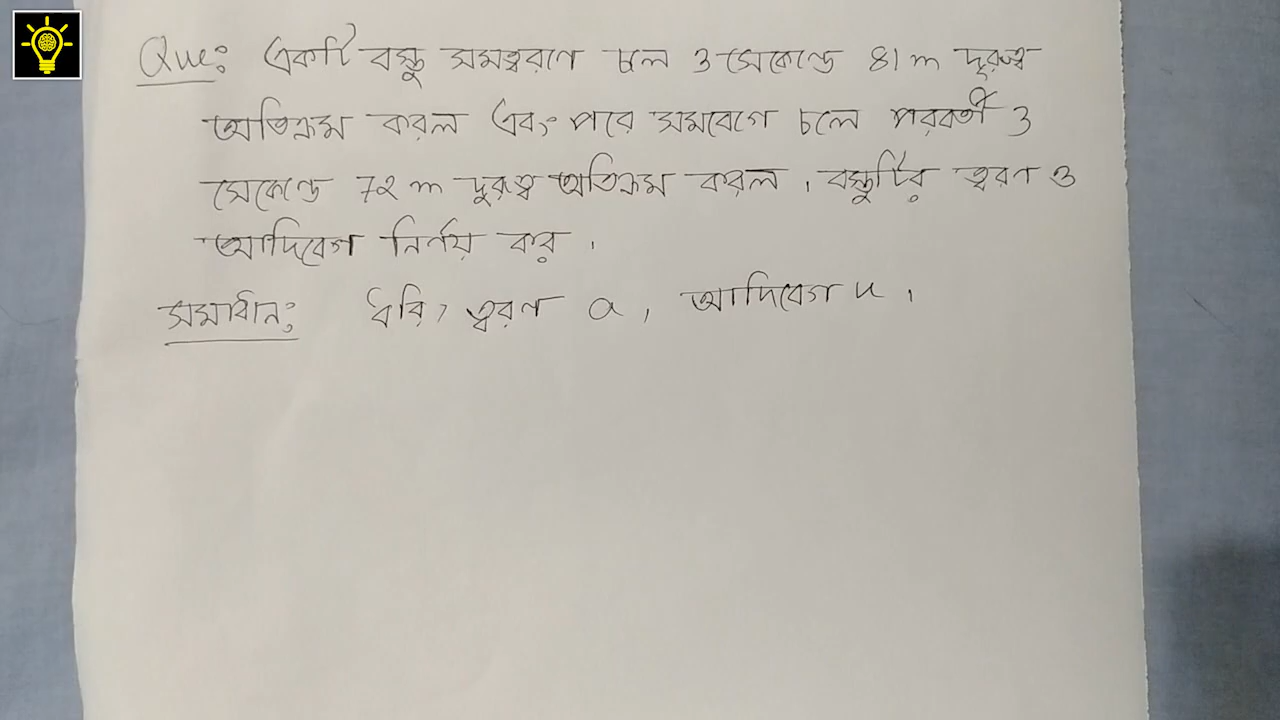 Que: একটি বস্তু সমত্বরণে চলে 3 সেকেন্ডে 81 m দূরত্ব
অতিক্রম করল এবং পরে সমবেগে চলে পরবর্তী 3
সেকেন্ডে 72 m দুরত্ব অতিক্রম করল । বস্তুটির ত্বরণ ও
আদিবেগ নির্ণয় কর ।
সমাধান: ধরি, ত্বরণ a, আদিবেগ u ।